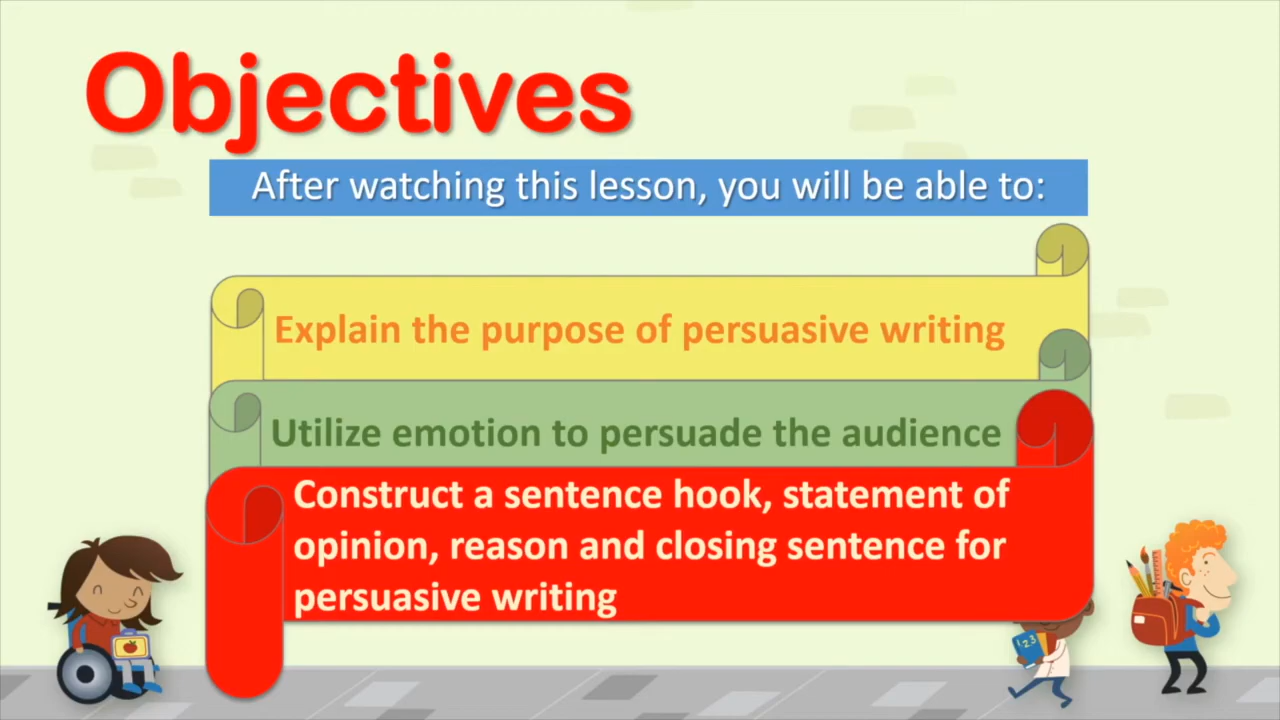 Objectives
After watching this lesson, you will be able to:
Explain the purpose of persuasive writing
Utilize emotion to persuade the audience
Construct a sentence hook, statement of
opinion, reason and closing sentence for
persuasive writing
123